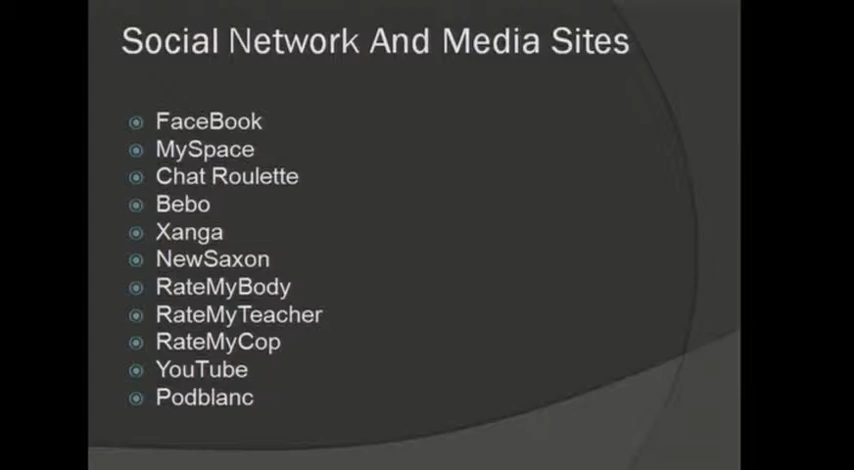 Social Network And Media Sites
FaceBook
MySpace
Chat Roulette
Bebo
Xanga
NewSaxon
RateMyBody
RateMyTeacher
RateMyCop
YouTube
Podblanc